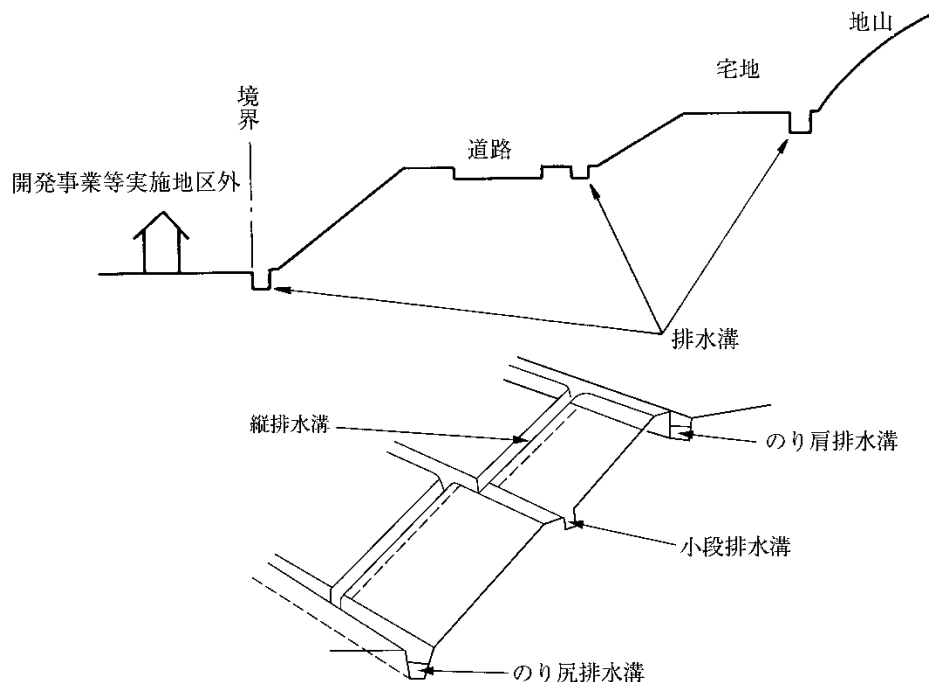 地山
宅地
境界
道路
開発事業等実施地区外
排水溝
縦排水溝
のり肩排水溝
小段排水溝
のり尻排水溝